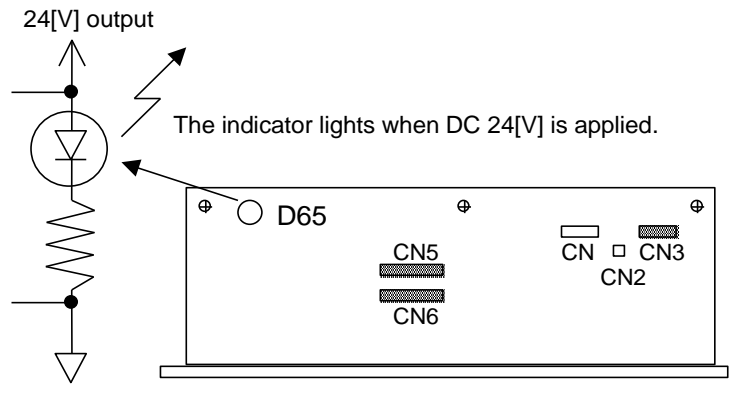 24[V] output
The indicator lights when DC 24[V] is applied.
D65
CN5
CN CN3
CN2
CN6